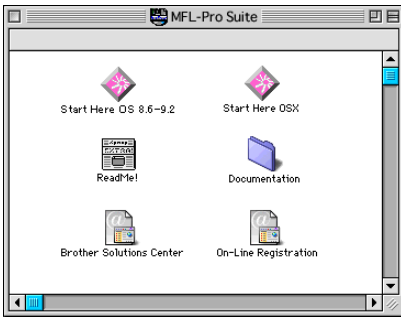 MFL-Pro Suite
Start Here OS 8.6-9.2
Start Here OSX
ReadMe!
Documentation
Brother Solutions Center
On-Line Registration